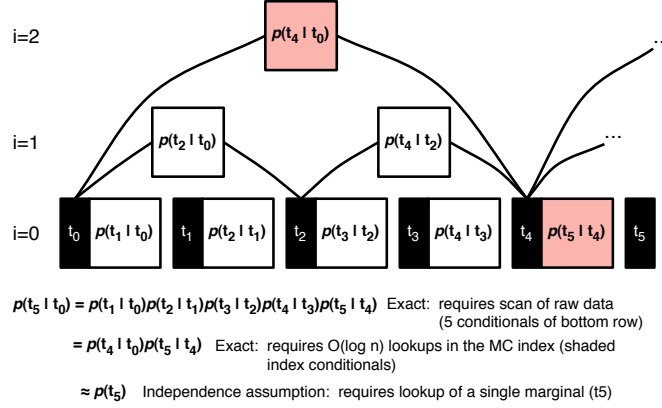 i=2
p(t4 | t0)
...
i=1
p(t2 | t0)
p(t4 | t2)
...
i=0
t0 p(t1 | t0) t1 p(t2 | t1) t2 p(t3 | t2) t3 p(t4 | t3) t4 p(t5 | t4) t5
p(t5 | t0) = p(t1 | t0)p(t2 | t1)p(t3 | t2)p(t4 | t3)p(t5 | t4) Exact: requires scan of raw data
(5 conditionals of bottom row)
= p(t4 | t0)p(t5 | t4) Exact: requires O(log n) lookups in the MC index (shaded
index conditionals)
≈ p(t5) Independence assumption: requires lookup of a single marginal (t5)